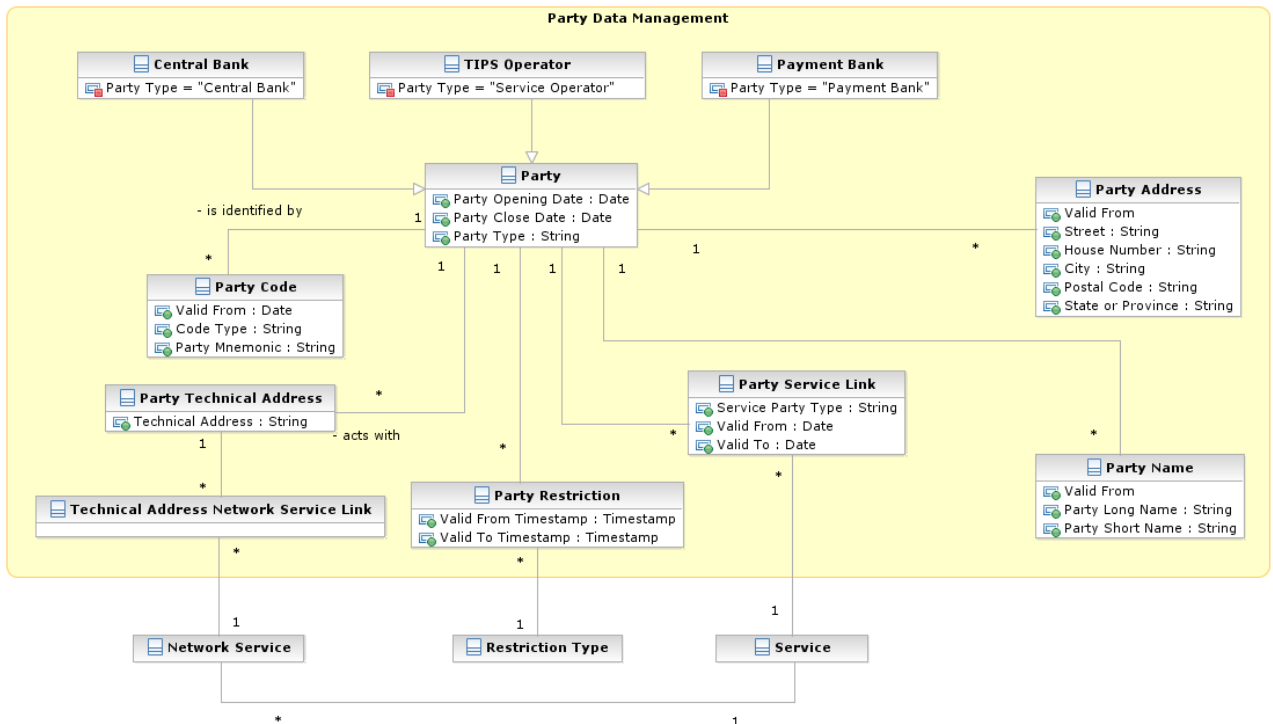 Party Data Management
Central Bank
Party Type = "Central Bank"
TIPS Operator
Party Type = "Service Operator"
Payment Bank
Party Type = "Payment Bank"
Party
Party Opening Date : Date
Party Close Date : Date
Party Type : String
Party Address
Valid From
Street : String
House Number : String
City : String
Postal Code : String
State or Province : String
- is identified by
1
*
1
*
1
1
1
1
Party Code
Valid From : Date
Code Type : String
Party Mnemonic : String
Party Technical Address
Technical Address : String
*
- acts with
Party Service Link
Service Party Type : String
Valid From : Date
Valid To : Date
*
*
*
1
*
*
Party Name
Valid From
Party Long Name : String
Party Short Name : String
Technical Address Network Service Link
Party Restriction
Valid From Timestamp : Timestamp
Valid To Timestamp : Timestamp
*
*
1
1
1
Network Service
Restriction Type
Service
*
1